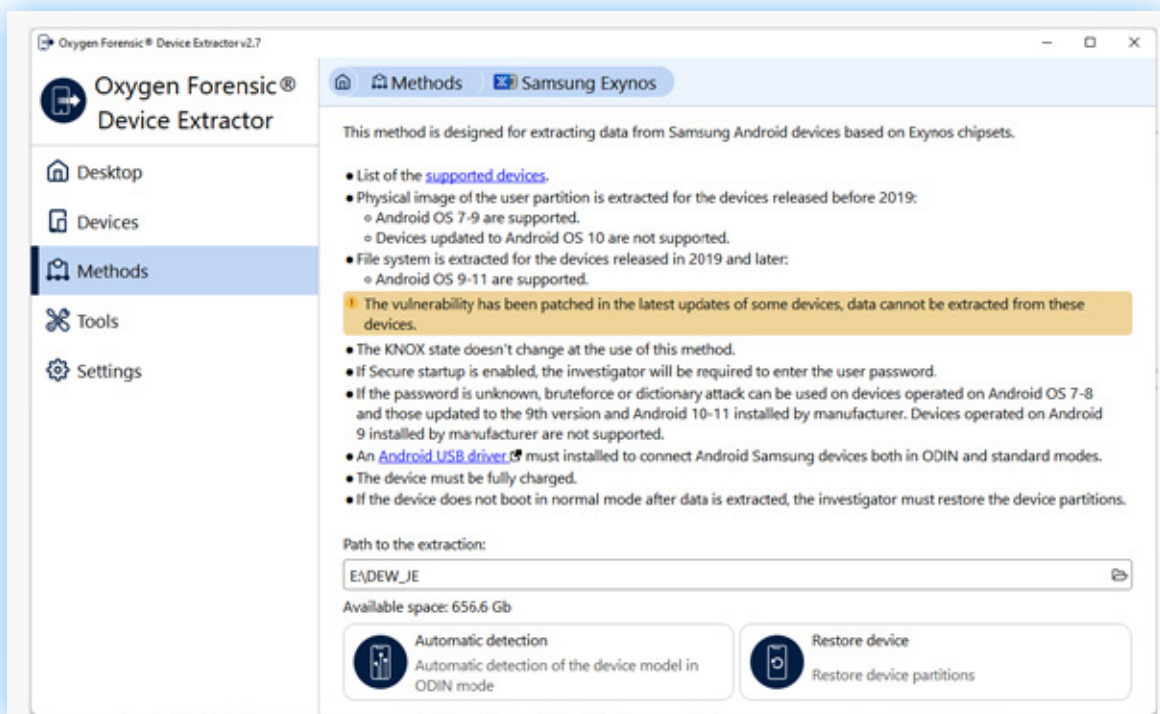 Oxygen Forensic® Device Extractor v2.7
Oxygen Forensic®
Device Extractor
Desktop
Devices
Methods
Tools
Settings
Methods
Samsung Exynos
This method is designed for extracting data from Samsung Android devices based on Exynos chipsets.
• List of the supported devices.
• Physical image of the user partition is extracted for the devices released before 2019:
Android OS 7-9 are supported.
Devices updated to Android OS 10 are not supported.
• File system is extracted for the devices released in 2019 and later:
Android OS 9-11 are supported.
The vulnerability has been patched in the latest updates of some devices, data cannot be extracted from these
devices.
• The KNOX state doesn't change at the use of this method.
• If Secure startup is enabled, the investigator will be required to enter the user password.
• If the password is unknown, bruteforce or dictionary attack can be used on devices operated on Android OS 7-8
and those updated to the 9th version and Android 10-11 installed by manufacturer. Devices operated on Android
9 installed by manufacturer are not supported.
• An Android USB driver must installed to connect Android Samsung devices both in ODIN and standard modes.
• The device must be fully charged.
• If the device does not boot in normal mode after data is extracted, the investigator must restore the device partitions.
Path to the extraction:
E:\DEW_JE
Available space: 656.6 Gb
Automatic detection
Automatic detection of the device model in
ODIN mode
Restore device
Restore device partitions